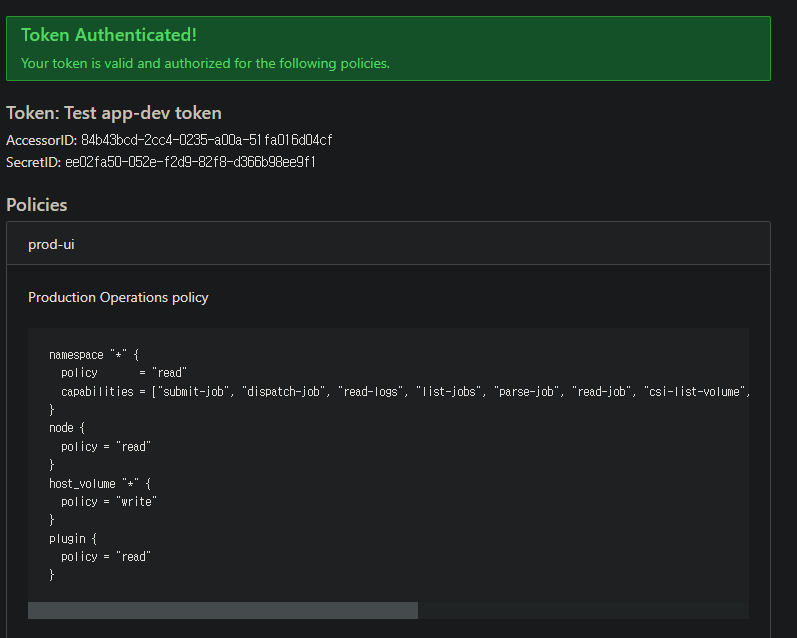 Token Authenticated!
Your token is valid and authorized for the following policies.
Token: Test app-dev token
AccessorID: 84b43bcd-2cc4-0235-a00a-51fa016d04cf
SecretID: ee02fa50-052e-f2d9-82f8-d366b98ee9f1
Policies
prod-ui
Production Operations policy
namespace "*" {
  policy       = "read"
  capabilities = ["submit-job", "dispatch-job", "read-logs", "list-jobs", "parse-job", "read-job", "csi-list-volume",
}
node {
  policy = "read"
}
host_volume "*" {
  policy = "write"
}
plugin {
  policy = "read"
}